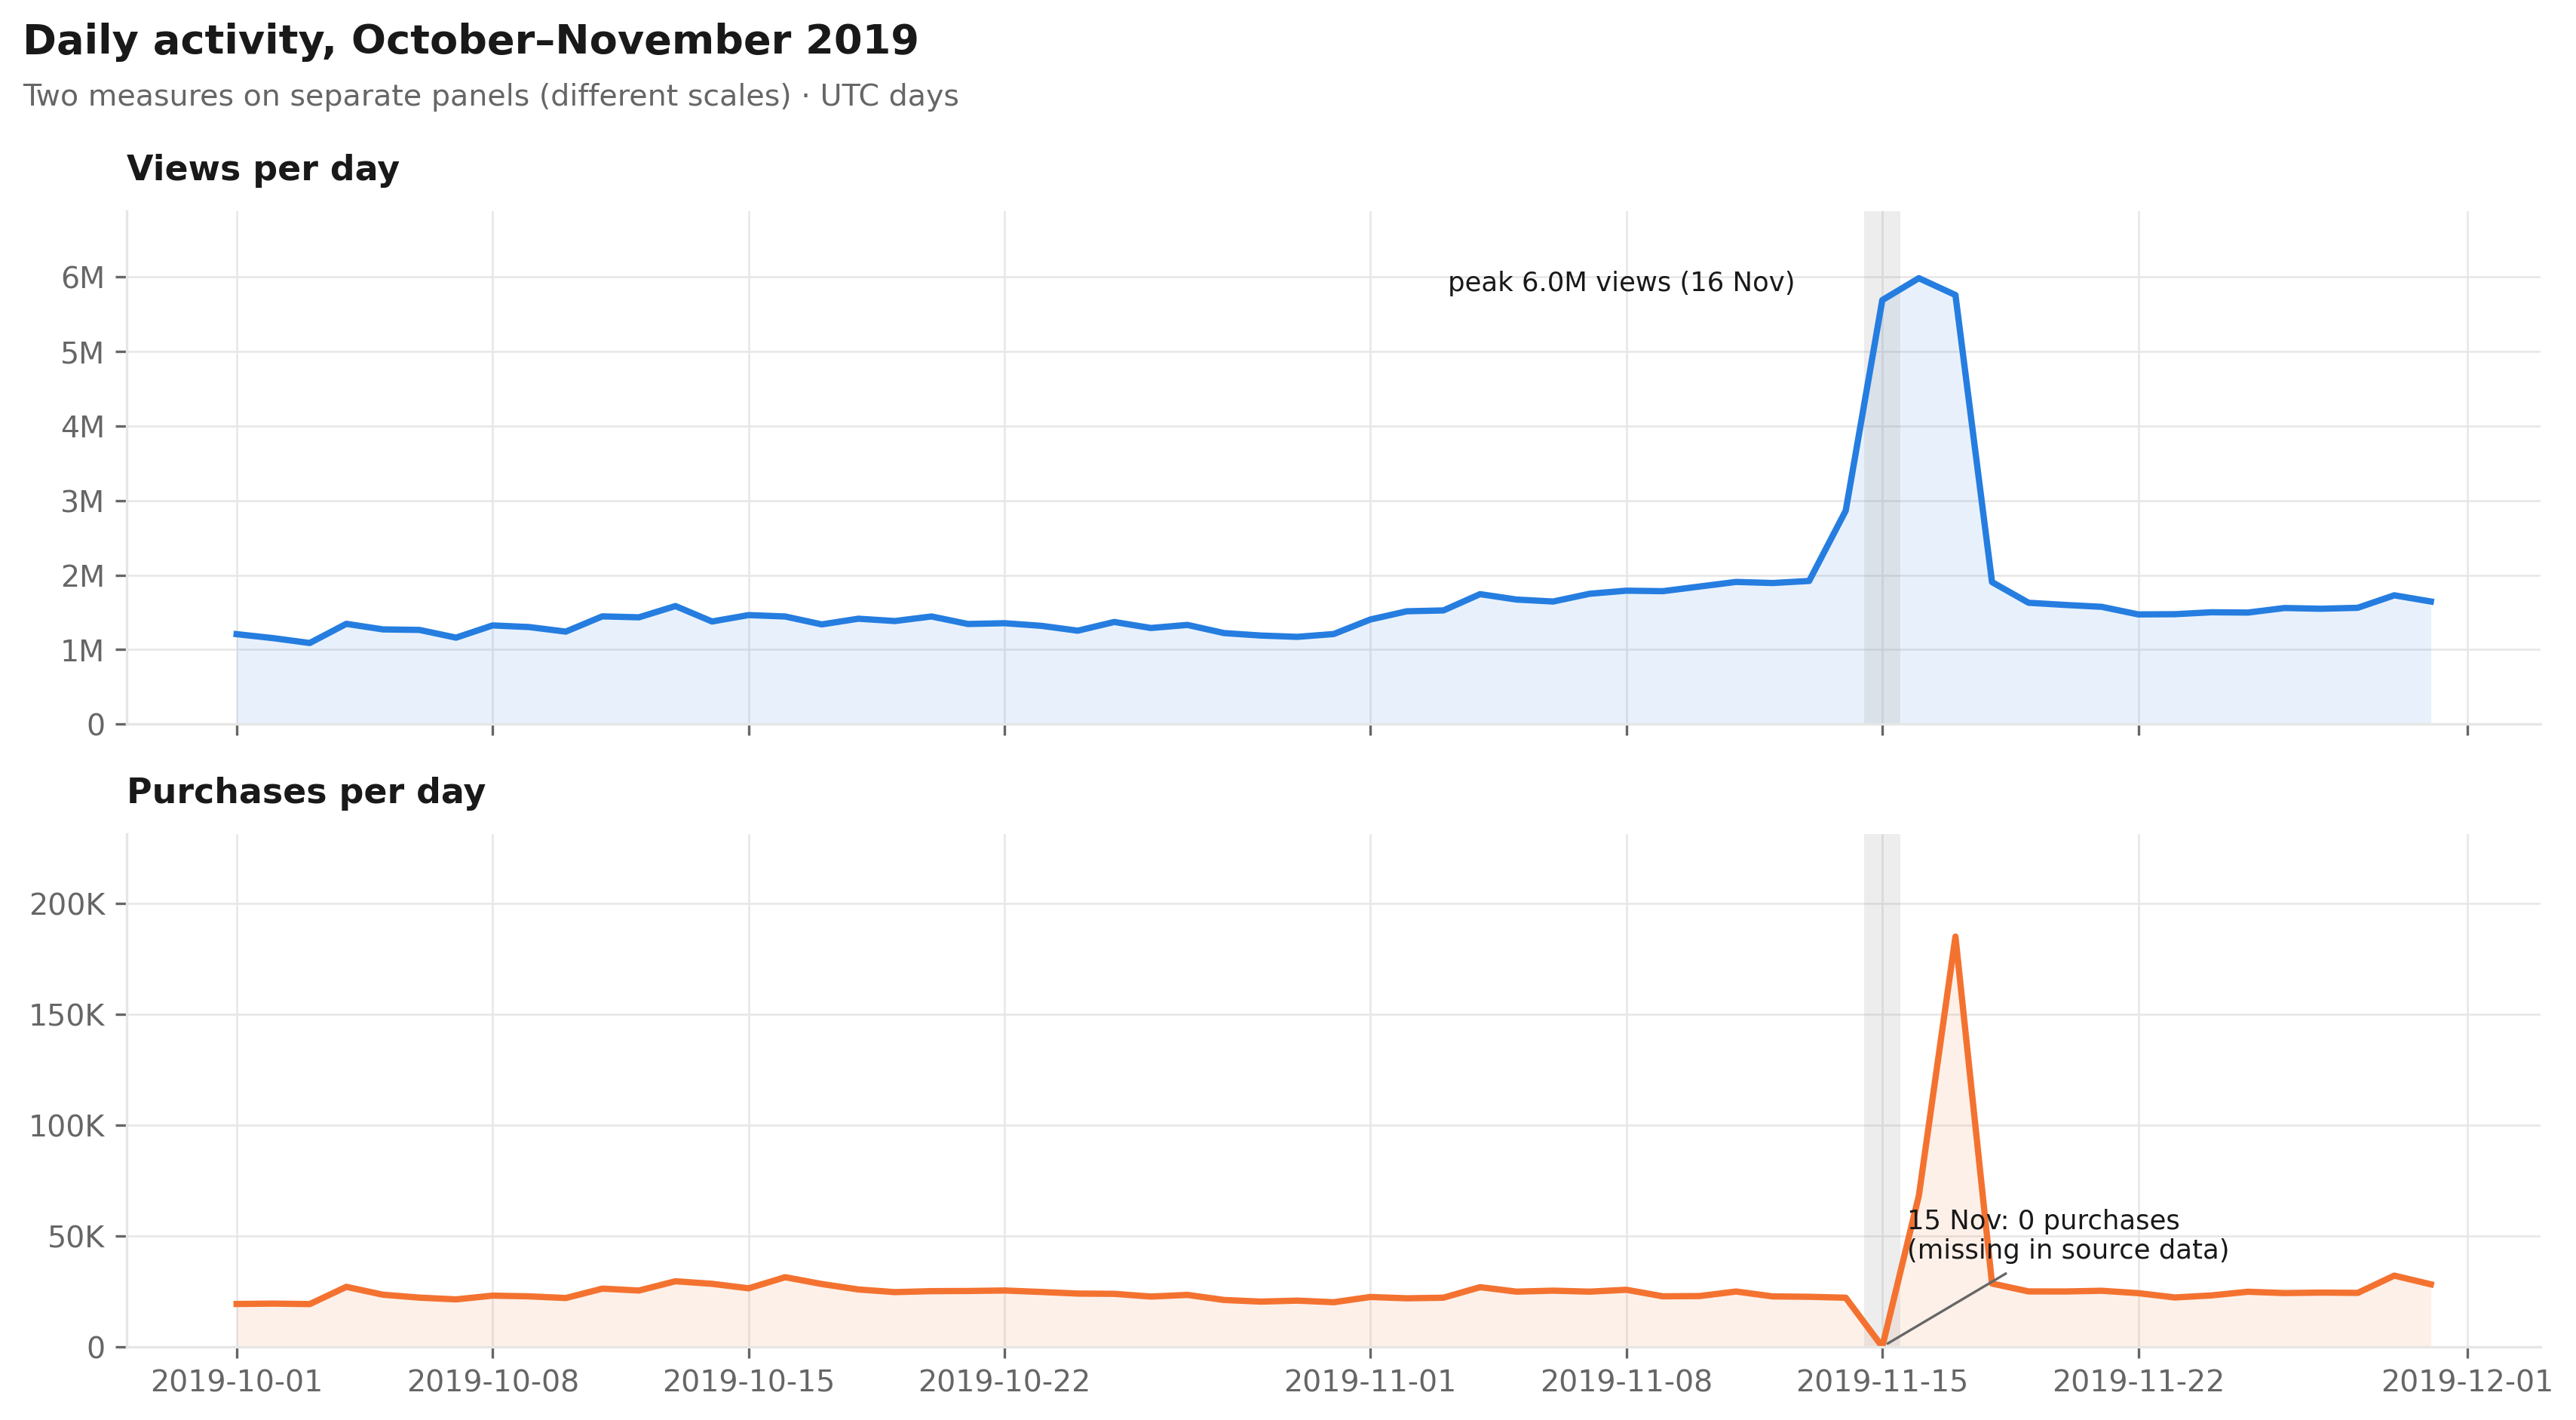 Daily activity, October–November 2019
Two measures on separate panels (different scales) · UTC days
Views per day
6M
5M
4M
3M
2M
1M
0
peak 6.0M views (16 Nov)
Purchases per day
200K
150K
100K
50K
0
15 Nov: 0 purchases
(missing in source data)
2019-10-01 2019-10-08 2019-10-15 2019-10-22 2019-11-01 2019-11-08 2019-11-15 2019-11-22 2019-12-01